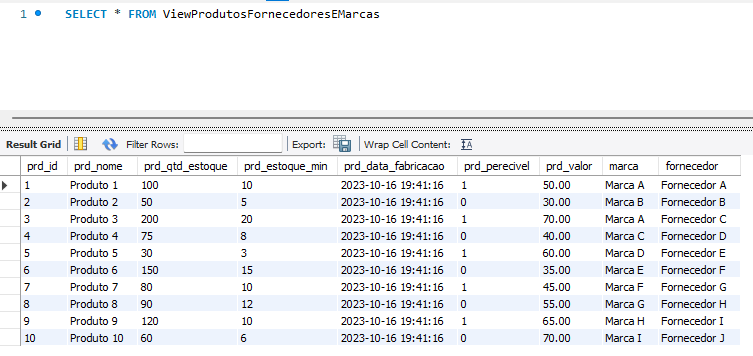 1 SELECT * FROM ViewProdutosFornecedoresEMarcas
Result Grid Filter Rows: Export: Wrap Cell Content:
prd_id prd_nome prd_qtd_estoque prd_estoque_min prd_data_fabricacao prd_perecivel prd_valor marca fornecedor
1 Produto 1 100 10 2023-10-16 19:41:16 1 50.00 Marca A Fornecedor A
2 Produto 2 50 5 2023-10-16 19:41:16 0 30.00 Marca B Fornecedor B
3 Produto 3 200 20 2023-10-16 19:41:16 1 70.00 Marca A Fornecedor C
4 Produto 4 75 8 2023-10-16 19:41:16 0 40.00 Marca C Fornecedor D
5 Produto 5 30 3 2023-10-16 19:41:16 1 60.00 Marca D Fornecedor E
6 Produto 6 150 15 2023-10-16 19:41:16 0 35.00 Marca E Fornecedor F
7 Produto 7 80 10 2023-10-16 19:41:16 1 45.00 Marca F Fornecedor G
8 Produto 8 90 12 2023-10-16 19:41:16 0 55.00 Marca G Fornecedor H
9 Produto 9 120 10 2023-10-16 19:41:16 1 65.00 Marca H Fornecedor I
10 Produto 10 60 6 2023-10-16 19:41:16 0 70.00 Marca I Fornecedor J